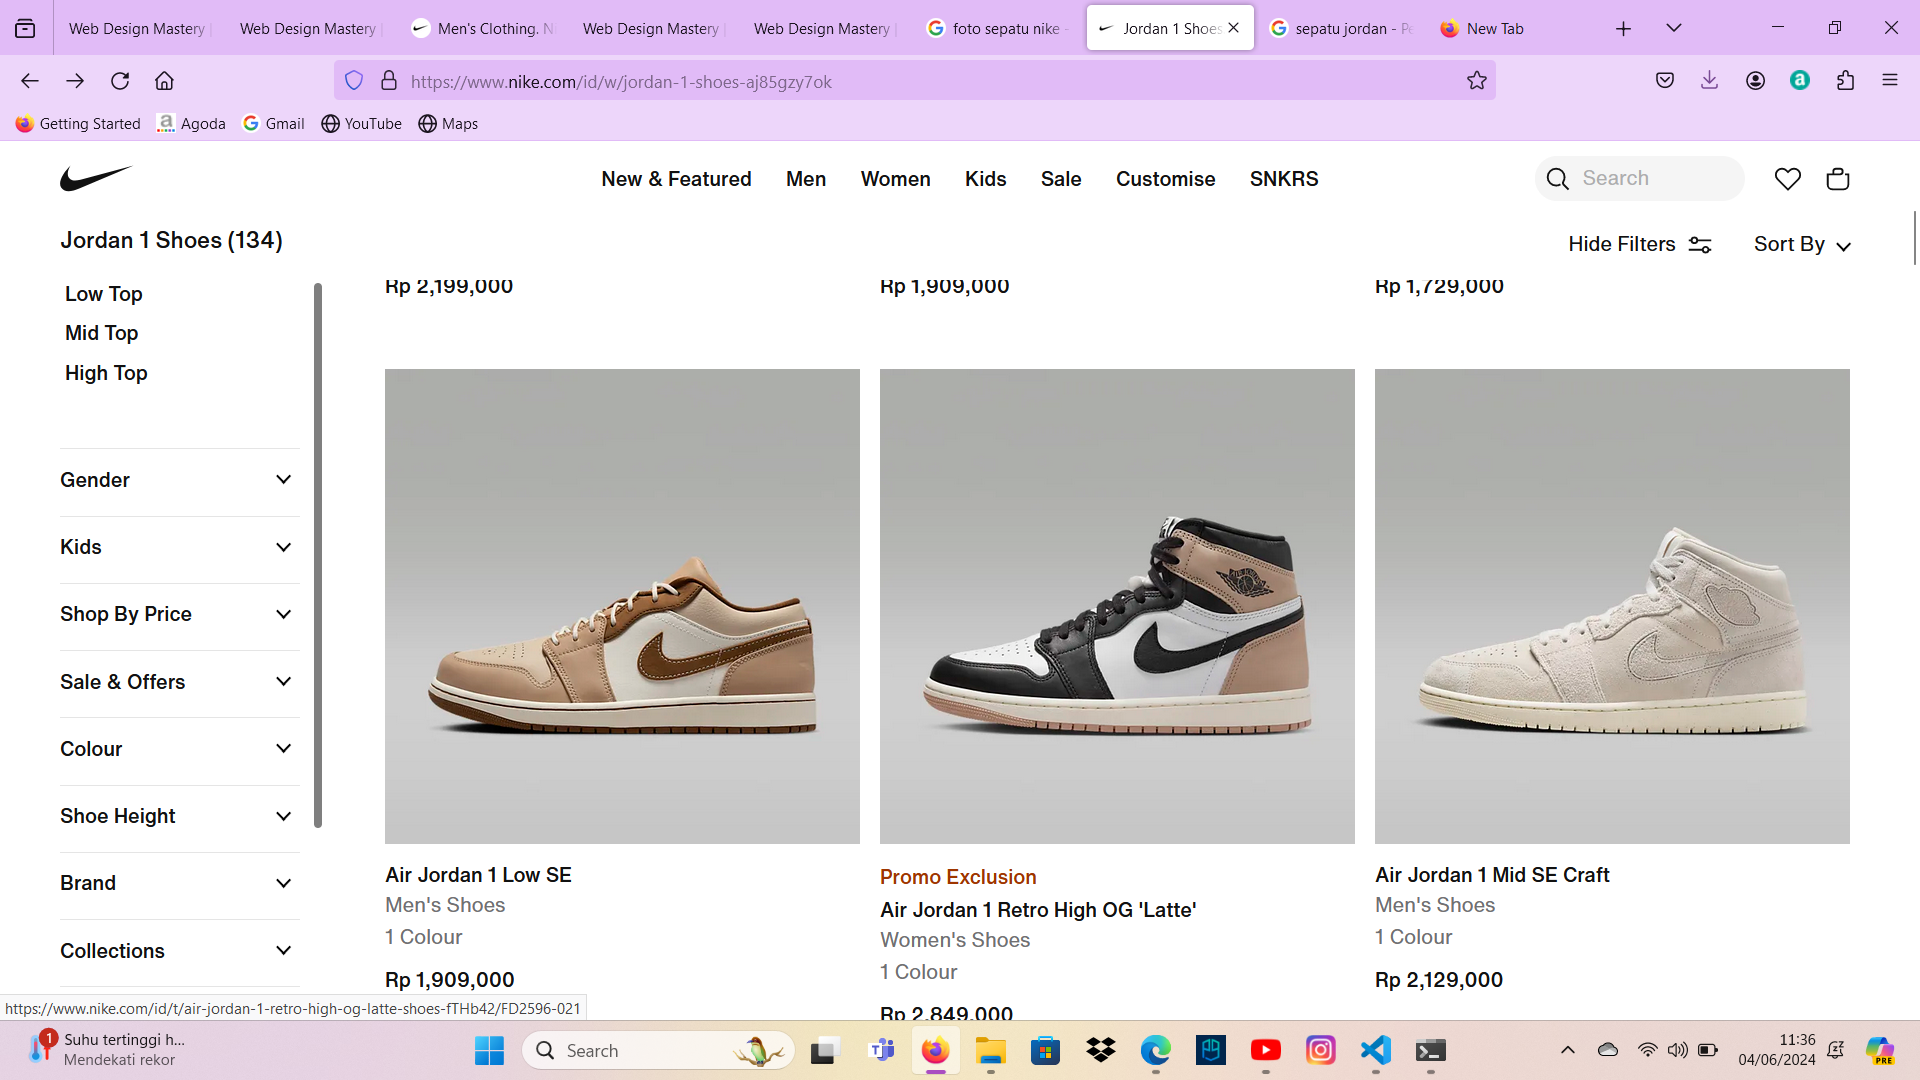 Web Design Mastery
Web Design Mastery
Men's Clothing. N
Web Design Mastery
Web Design Mastery
foto sepatu nike -
Jordan 1 Shoes
sepatu jordan - P
New Tab
https://www.nike.com/id/w/jordan-1-shoes-aj85gzy7ok
Getting Started
Agoda
Gmail
YouTube
Maps
New & Featured
Men
Women
Kids
Sale
Customise
SNKRS
Search
Jordan 1 Shoes (134)
Hide Filters
Sort By
Low Top
Mid Top
High Top
Gender
Kids
Shop By Price
Sale & Offers
Colour
Shoe Height
Brand
Collections
Rp 2,199,000
Rp 1,909,000
Rp 1,729,000
Air Jordan 1 Low SE
Men's Shoes
1 Colour
Rp 1,909,000
Promo Exclusion
Air Jordan 1 Retro High OG 'Latte'
Women's Shoes
1 Colour
Rp 2,849,000
Air Jordan 1 Mid SE Craft
Men's Shoes
1 Colour
Rp 2,129,000
https://www.nike.com/id/t/air-jordan-1-retro-high-og-latte-shoes-fTHb42/FD2596-021
1
Suhu tertinggi h...
Mendekati rekor
Search
11:36
04/06/2024
PRE